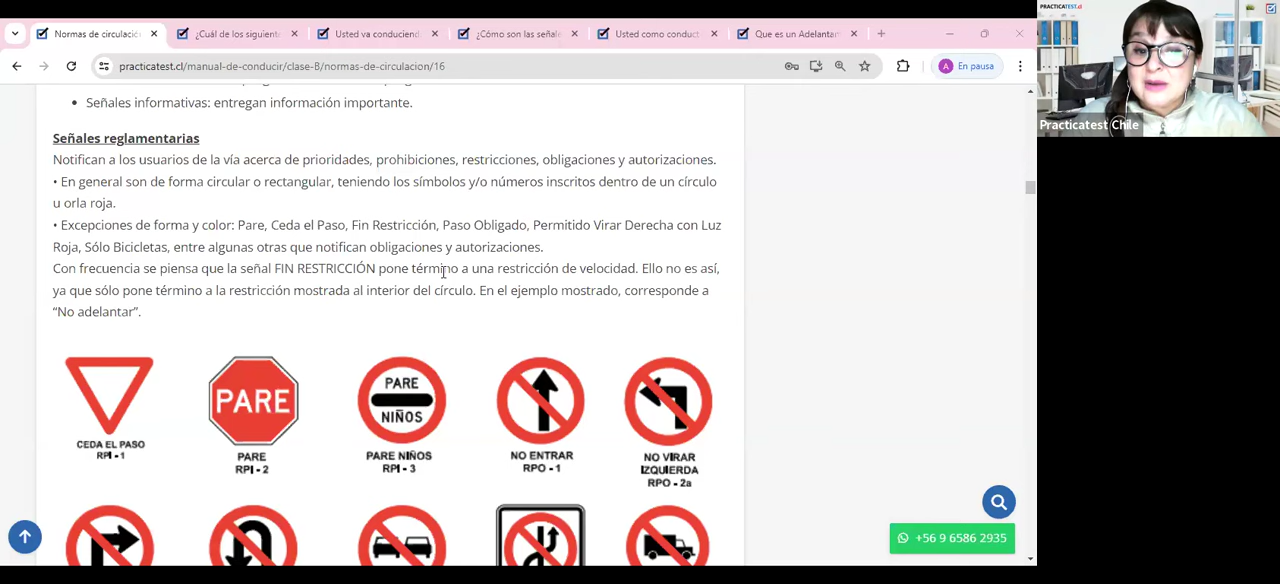 Normas de circulación
¿Cuál de los siguiente
Usted va conduciend
¿Cómo son las señale
Usted como conduct
Que es un Adelantam
practicatest.cl/manual-de-conducir/clase-B/normas-de-circulacion/16
A En pausa
PRACTICATEST.cl
Practicatest Chile
• Señales informativas: entregan información importante.
Señales reglamentarias
Notifican a los usuarios de la vía acerca de prioridades, prohibiciones, restricciones, obligaciones y autorizaciones.
• En general son de forma circular o rectangular, teniendo los símbolos y/o números inscritos dentro de un círculo
u orla roja.
• Excepciones de forma y color: Pare, Ceda el Paso, Fin Restricción, Paso Obligado, Permitido Virar Derecha con Luz
Roja, Sólo Bicicletas, entre algunas otras que notifican obligaciones y autorizaciones.
Con frecuencia se piensa que la señal FIN RESTRICCIÓN pone término a una restricción de velocidad. Ello no es así,
ya que sólo pone término a la restricción mostrada al interior del círculo. En el ejemplo mostrado, corresponde a
“No adelantar”.
CEDA EL PASO
RPI - 1
PARE
PARE
RPI - 2
PARE
NIÑOS
PARE NIÑOS
RPI - 3
NO ENTRAR
RPO - 1
NO VIRAR
IZQUIERDA
RPO - 2a
+56 9 6586 2935